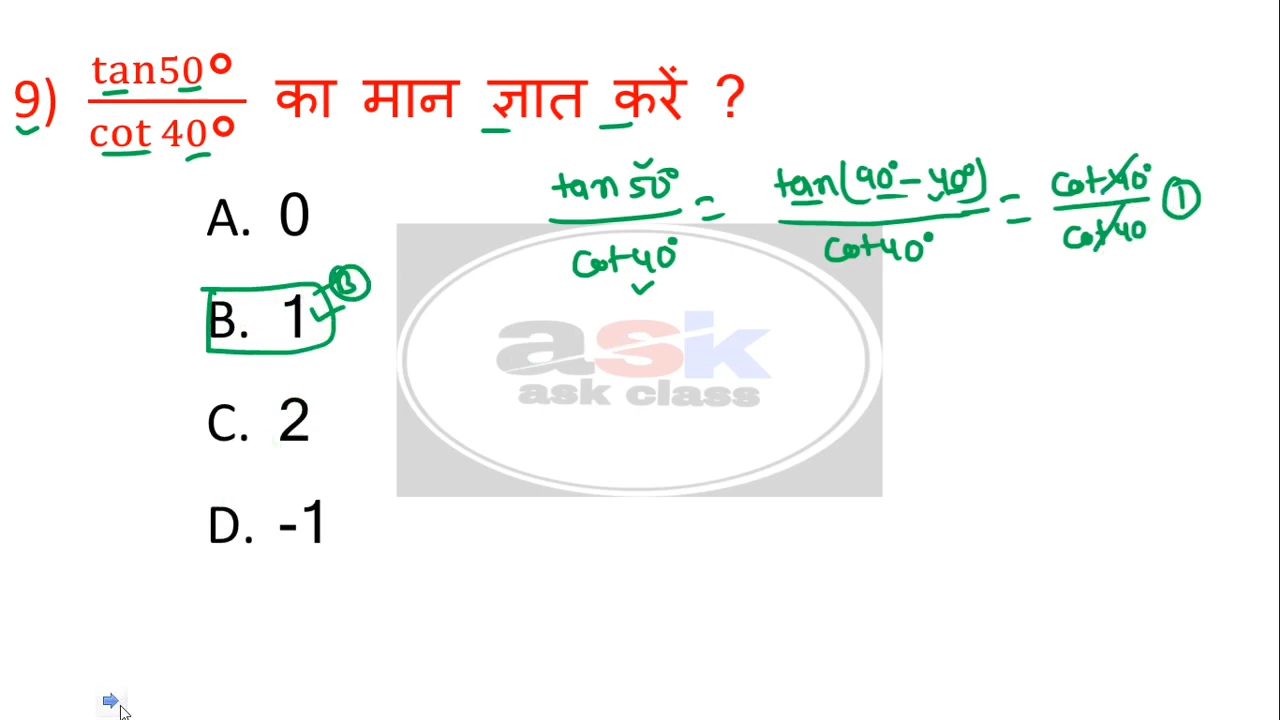 9) tan50° / cot 40° का मान ज्ञात करें ?
A. 0
B. 1 B
C. 2
D. -1
tan 50° / cot 40° = tan(90° - 40°) / cot 40° = cot 40° / cot 40 1
ask
ask class